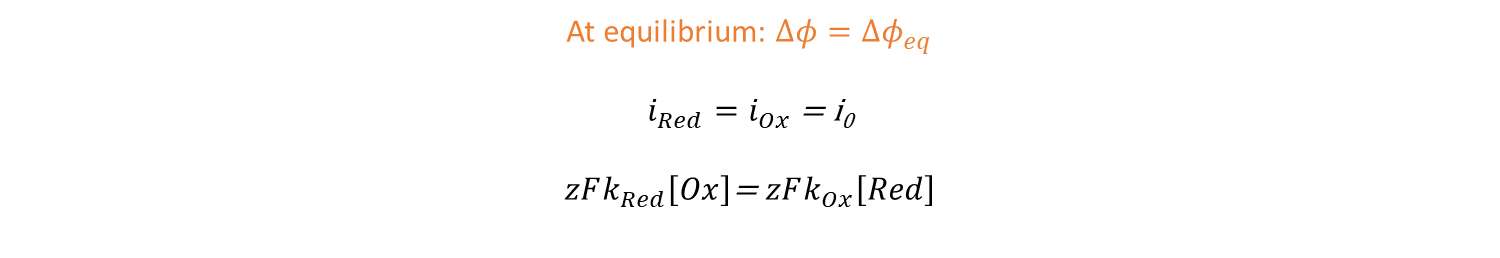 At equilibrium: Δϕ = Δϕ_eq
i_Red = i_Ox = i_0
zFk_Red[Ox]=zFk_Ox[Red]